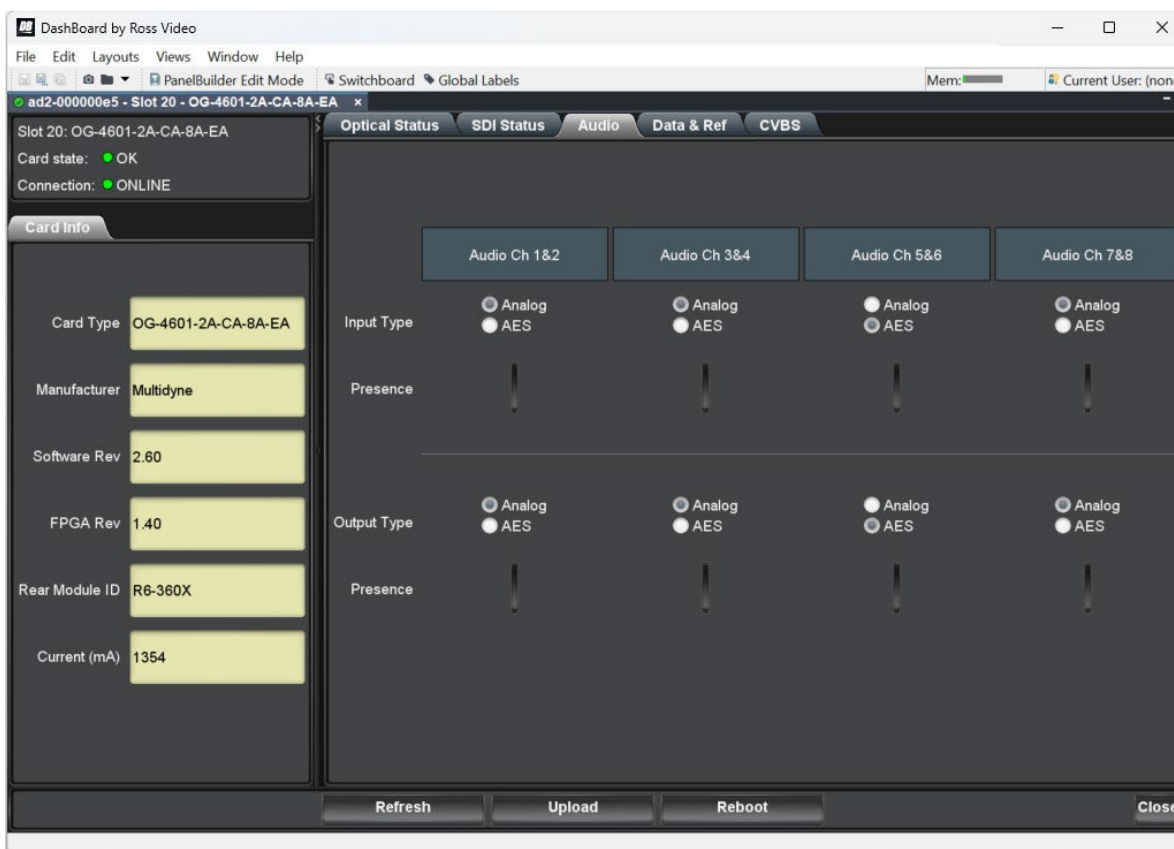 DB DashBoard by Ross Video
File Edit Layouts Views Window Help
PanelBuilder Edit Mode Switchboard Global Labels Mem: Current User: (non
ad2-000000e5 - Slot 20 - OG-4601-2A-CA-8A-EA ×
Slot 20: OG-4601-2A-CA-8A-EA
Card state: OK
Connection: ONLINE
Card Info
Card Type OG-4601-2A-CA-8A-EA
Manufacturer Multidyne
Software Rev 2.60
FPGA Rev 1.40
Rear Module ID R6-360X
Current (mA) 1354
Optical Status SDI Status Audio Data & Ref CVBS
Audio Ch 1&2 Audio Ch 3&4 Audio Ch 5&6 Audio Ch 7&8
Input Type
Analog Analog Analog Analog
AES AES AES AES
Presence
Output Type
Analog Analog Analog Analog
AES AES AES AES
Presence
Refresh Upload Reboot Close